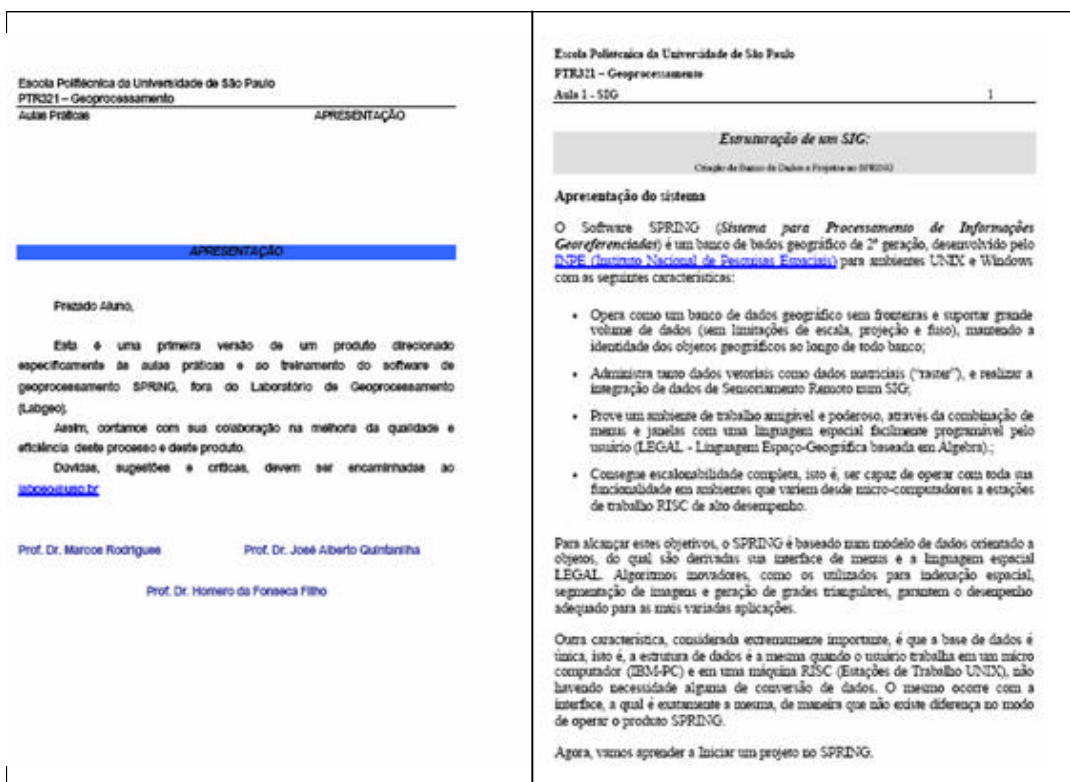 Escola Politécnica da Universidade de São Paulo
PTR321 – Geoprocessamento
Aulas Práticas APRESENTAÇÃO
APRESENTAÇÃO
Prezado Aluno,
Esta é uma primeira versão de um produto direcionado
especificamente às aulas práticas e ao treinamento do software de
geoprocessamento SPRING, fora do Laboratório de Geoprocessamento
(Labgeo).
Assim, contamos com sua colaboração na melhoria da qualidade e
eficiência deste processo e deste produto.
Dúvidas, sugestões e críticas, devem ser encaminhadas ao
labgeo@usp.br
Prof. Dr. Marcos Rodrigues Prof. Dr. José Alberto Quintanilha
Prof. Dr. Homero da Fonseca Filho
Escola Politécnica da Universidade de São Paulo
PTR321 – Geoprocessamento
Aula 1 - SIG 1
Estruturação de um SIG:
Criação de Banco de Dados e Projetos no SPRING
Apresentação do sistema
O Software SPRING (Sistema para Processamento de Informações
Georeferenciadas) é um banco de bados geográfico de 2º geração, desenvolvido pelo
INPE (Instituto Nacional de Pesquisas Espaciais) para ambientes UNIX e Windows
com as seguintes características:
• Opera como um banco de dados geográfico sem fronteiras e suportar grande
volume de dados (sem limitações de escala, projeção e fuso), mantendo a
identidade dos objetos geográficos ao longo de todo banco;
• Administra tanto dados vetoriais como dados matriciais (“raster”), e realizar a
integração de dados de Sensoriamento Remoto num SIG;
• Prove um ambiente de trabalho amigável e poderoso, através da combinação de
menus e janelas com uma linguagem espacial facilmente programável pelo
usuário (LEGAL - Linguagem Espaço-Geográfica baseada em Algebra).;
• Consegue escalonabilidade completa, isto é, ser capaz de operar com toda sua
funcionalidade em ambientes que variem desde micro-computadores a estações
de trabalho RISC de alto desempenho.
Para alcançar estes objetivos, o SPRING é baseado num modelo de dados orientado a
objetos, do qual são derivadas sua interface de menus e a linguagem espacial
LEGAL. Algoritmos inovadores, como os utilizados para indexação espacial,
segmentação de imagens e geração de grades triangulares, garantem o desempenho
adequado para as mais variadas aplicações.
Outra característica, considerada extremamente importante, é que a base de dados é
única, isto é, a estrutura de dados é a mesma quando o usuário trabalha em um micro
computador (IBM-PC) e em uma máquina RISC (Estações de Trabalho UNIX), não
havendo necessidade alguma de conversão de dados. O mesmo ocorre com a
interface, a qual é exatamente a mesma, de maneira que não existe diferença no modo
de operar o produto SPRING.
Agora, vamos aprender a Iniciar um projeto no SPRING.